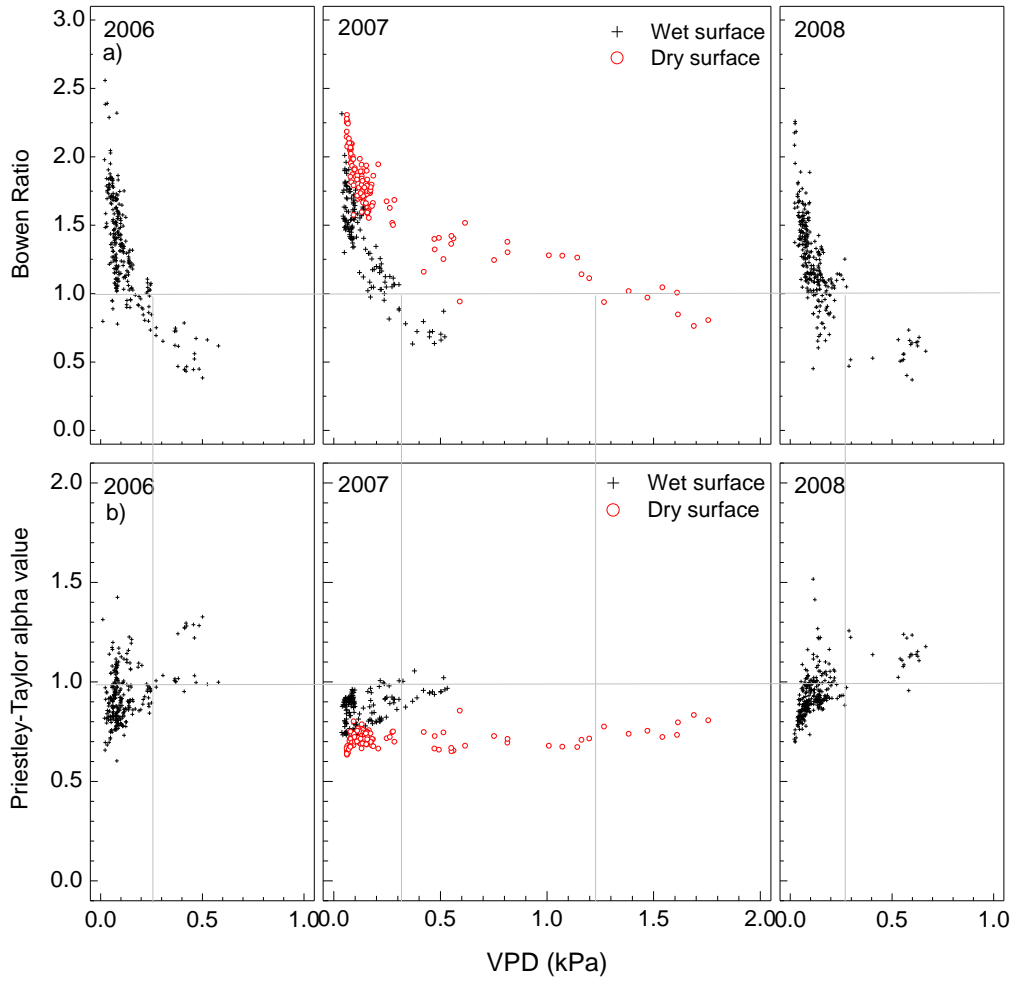 2006
a)
2007
Wet surface
Dry surface
2008
3.0
2.5
2.0
1.5
1.0
0.5
0.0
Bowen Ratio
2006
b)
2007
Wet surface
Dry surface
2008
2.0
1.5
1.0
0.5
0.0
Priestley-Taylor alpha value
0.0 0.5 1.0
0.0 0.5 1.0 1.5 2.0
0.0 0.5 1.0
VPD (kPa)